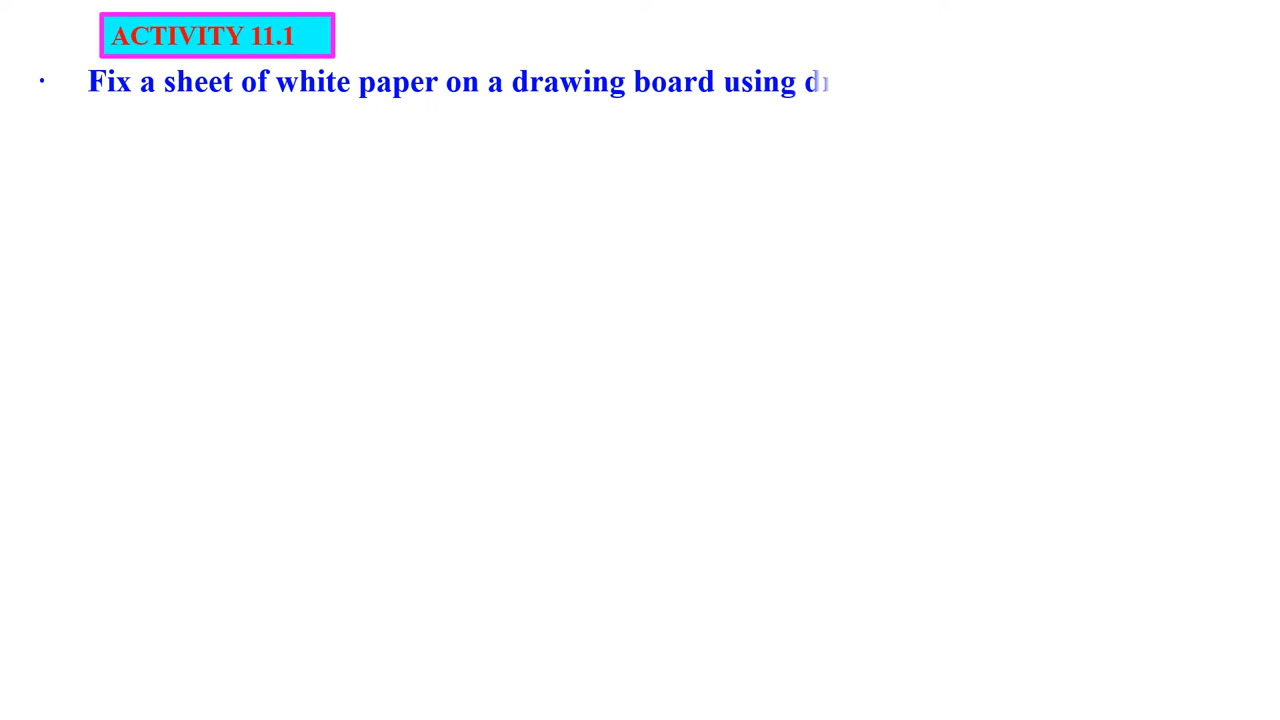 ACTIVITY 11.1
· Fix a sheet of white paper on a drawing board using